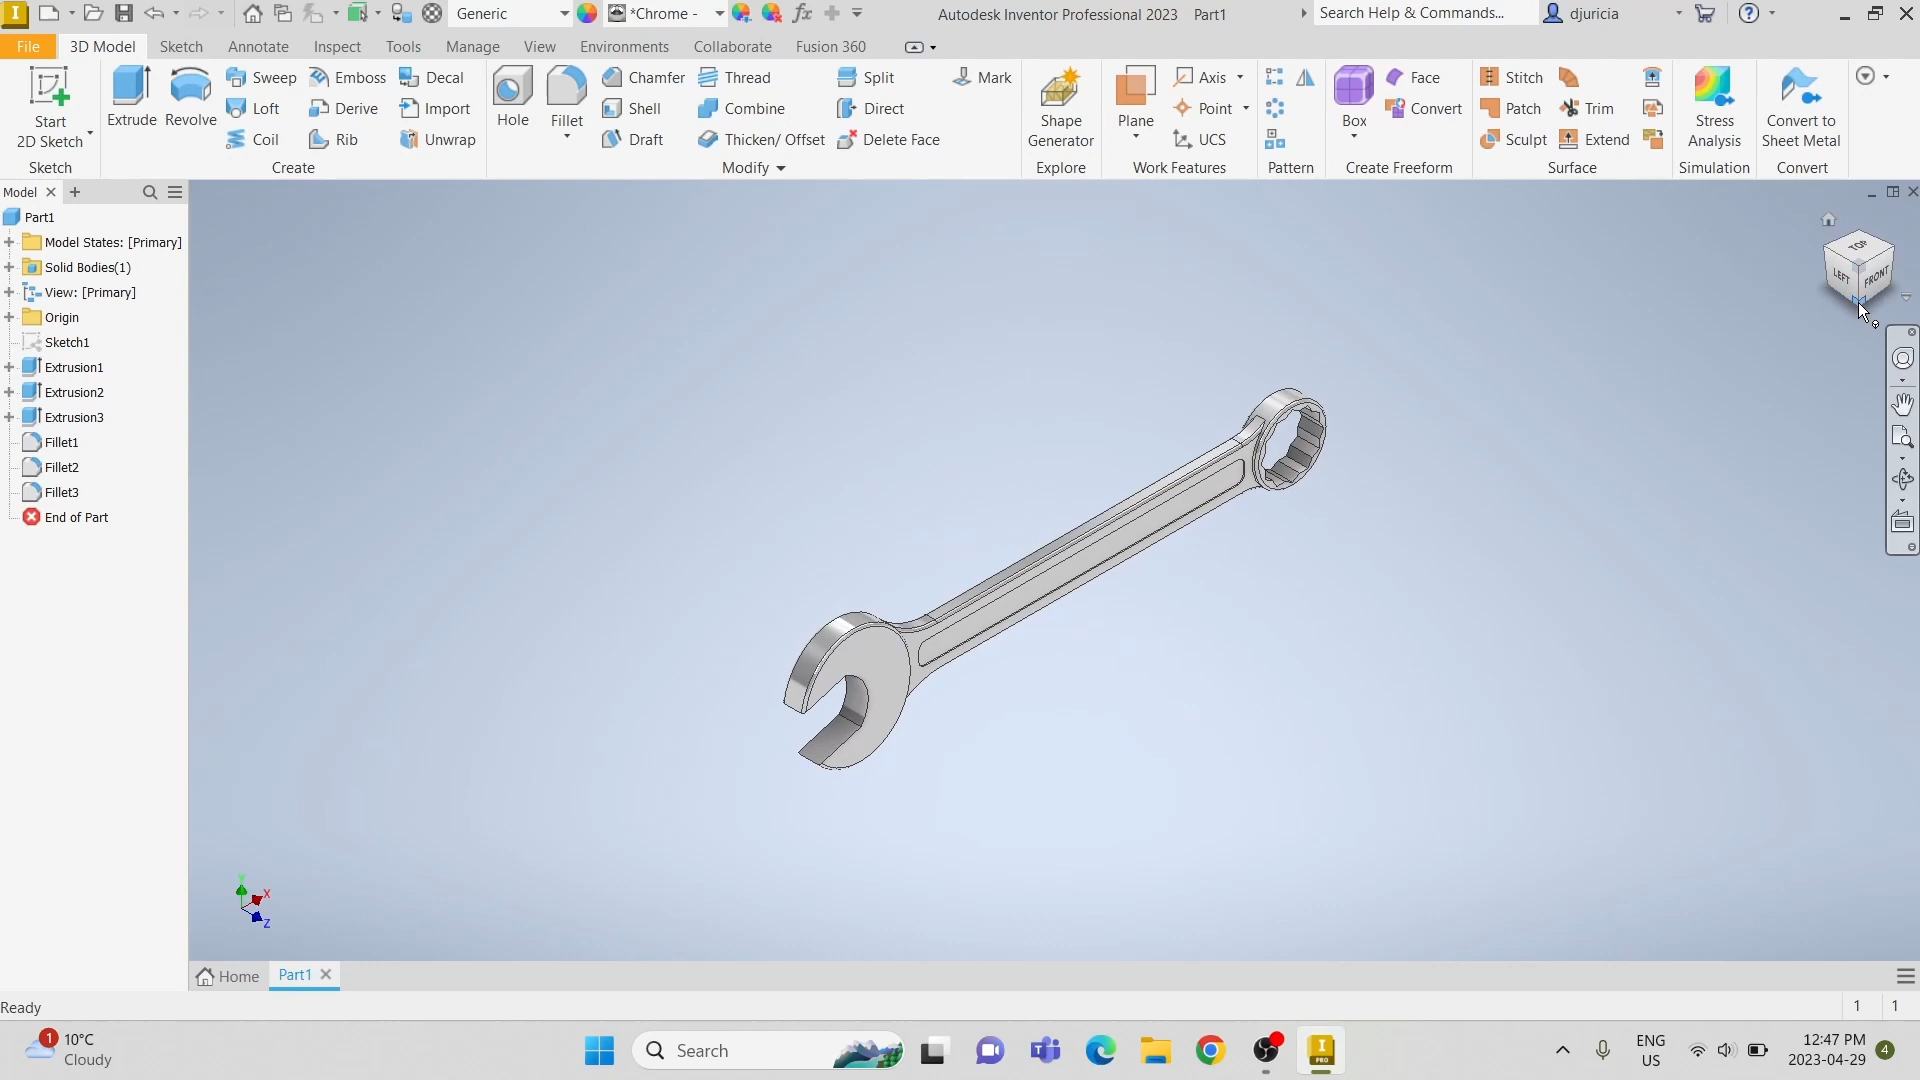 Generic
*Chrome -
Autodesk Inventor Professional 2023 Part1
Search Help & Commands...
djuricia
File
3D Model
Sketch
Annotate
Inspect
Tools
Manage
View
Environments
Collaborate
Fusion 360
Start
2D Sketch
Extrude
Revolve
Sweep
Emboss
Decal
Loft
Derive
Import
Coil
Rib
Unwrap
Hole
Fillet
Chamfer
Thread
Split
Mark
Shell
Combine
Direct
Draft
Thicken/ Offset
Delete Face
Shape
Generator
Plane
Axis
Point
UCS
Box
Face
Convert
Stitch
Patch
Trim
Sculpt
Extend
Stress
Analysis
Convert to
Sheet Metal
Sketch
Create
Modify
Explore
Work Features
Pattern
Create Freeform
Surface
Simulation
Convert
Model
Part1
Model States: [Primary]
Solid Bodies(1)
View: [Primary]
Origin
Sketch1
Extrusion1
Extrusion2
Extrusion3
Fillet1
Fillet2
Fillet3
End of Part
TOP
LEFT
FRONT
Y
X
Z
Home
Part1
Ready
1
1
1
10°C
Cloudy
Search
I
PRO
ENG
US
12:47 PM
2023-04-29
4